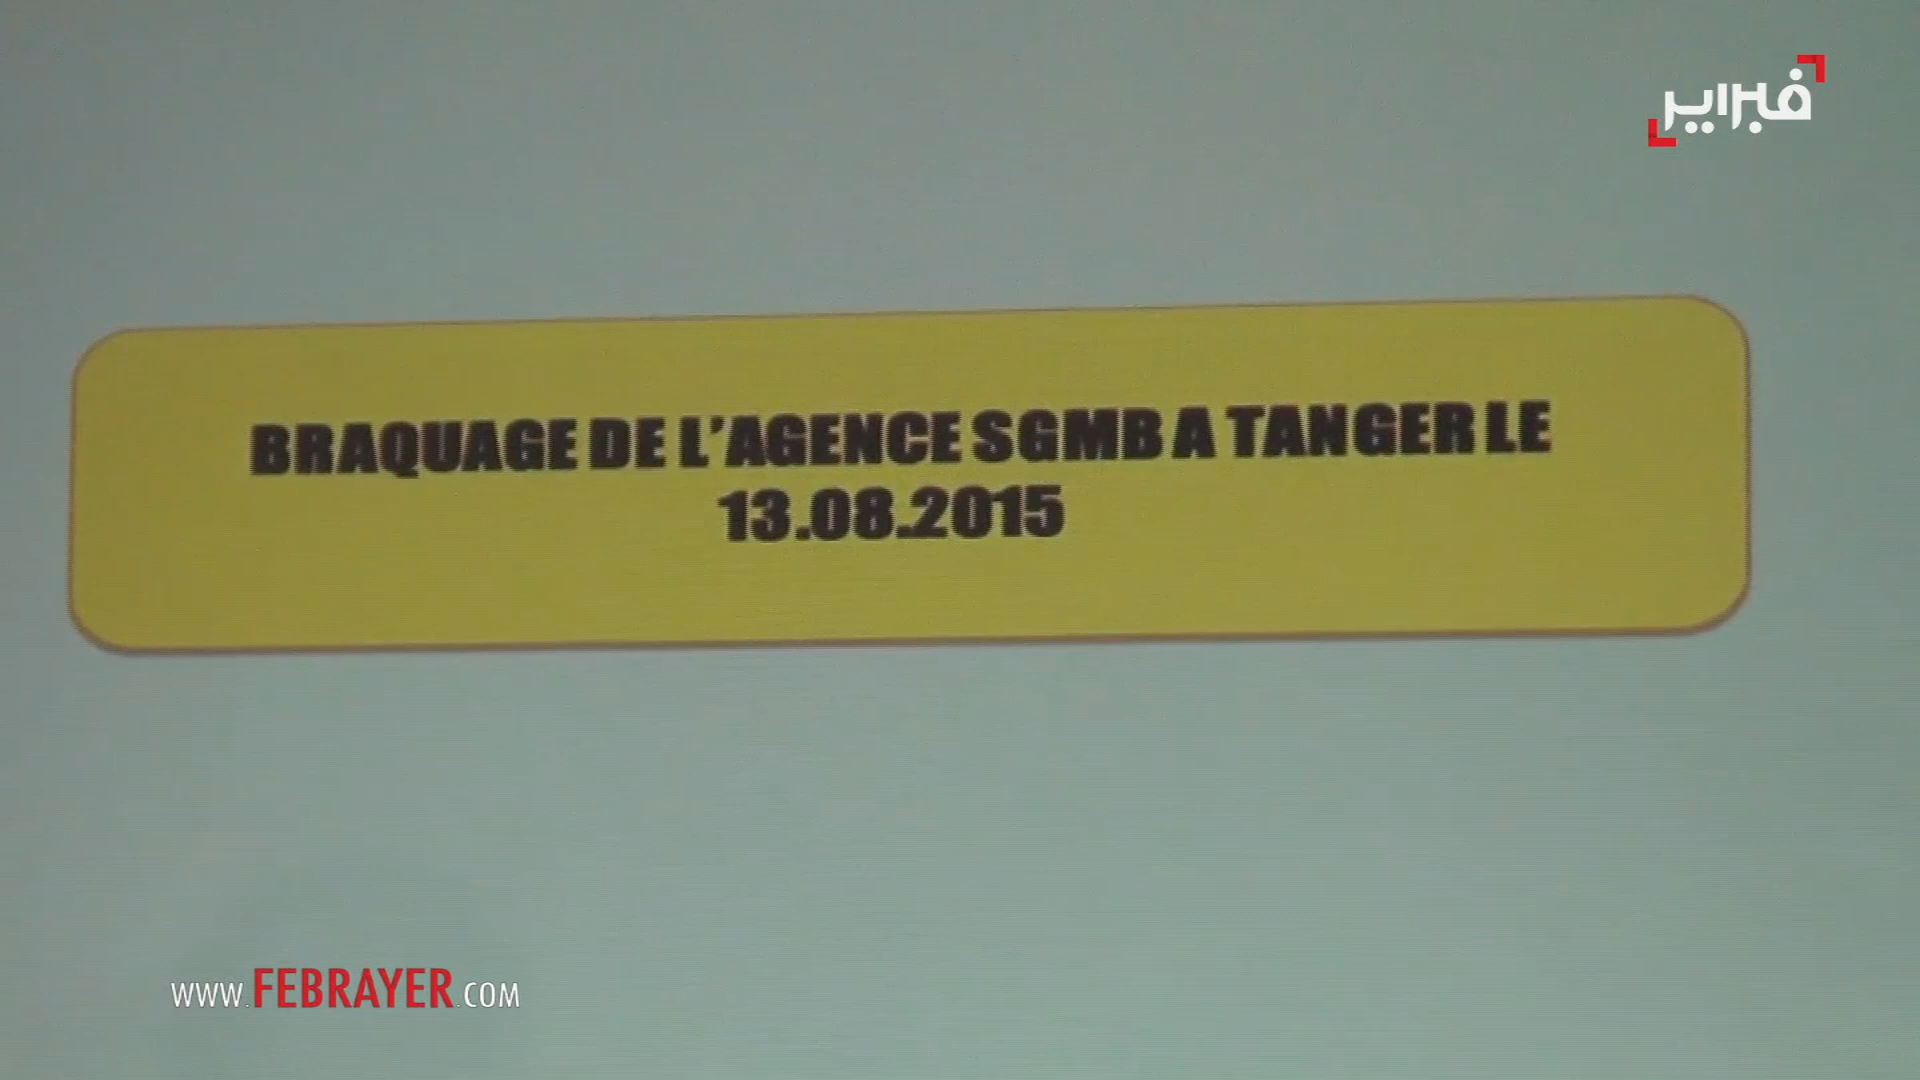 فبراير
BRAQUAGE DE L'AGENCE SGMB A TANGER LE
13.08.2015
WWW.FEBRAYER.COM